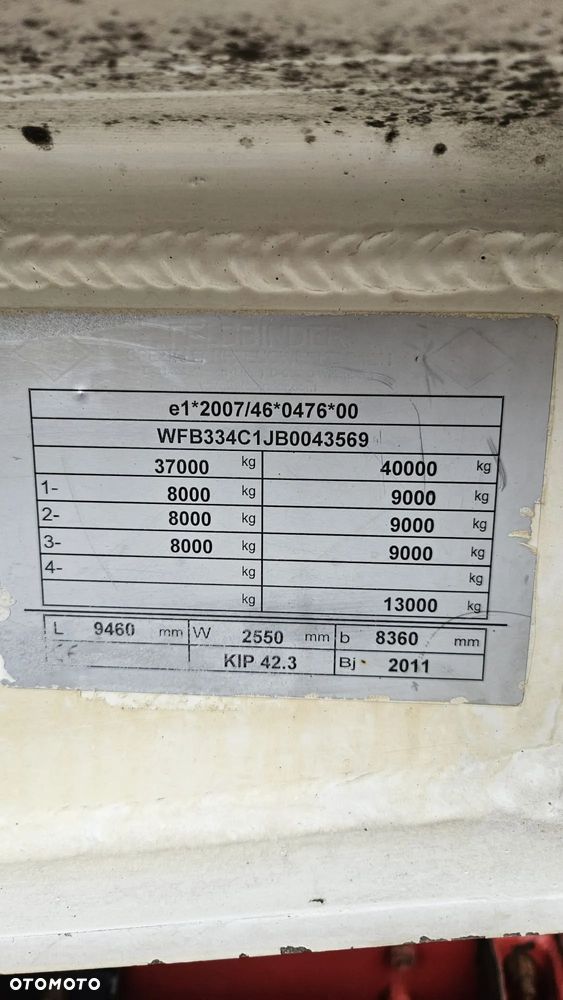 FELDBINDER
e1*2007/46*0476*00
WFB334C1JB0043569
37000 kg 40000 kg
1- 8000 kg 9000 kg
2- 8000 kg 9000 kg
3- 8000 kg 9000 kg
4- kg kg
kg 13000 kg
L 9460 mm W 2550 mm b 8360 mm
KIP 42.3 Bj 2011
OTOMOTO